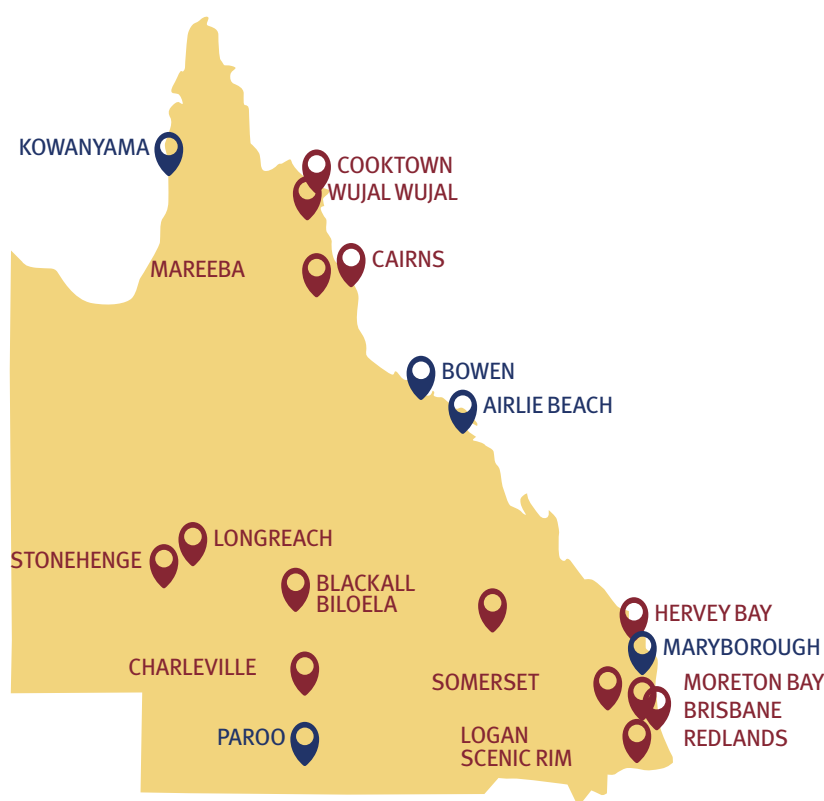 KOWANYAMA
COOKTOWN
WUJAL WUJAL
CAIRNS
MAREEBA
BOWEN
AIRLIE BEACH
LONGREACH
STONEHENGE
BLACKALL
BILOELA
HERVEY BAY
MARYBOROUGH
CHARLEVILLE
SOMERSET
MORETON BAY
BRISBANE
REDLANDS
PAROO
LOGAN
SCENIC RIM